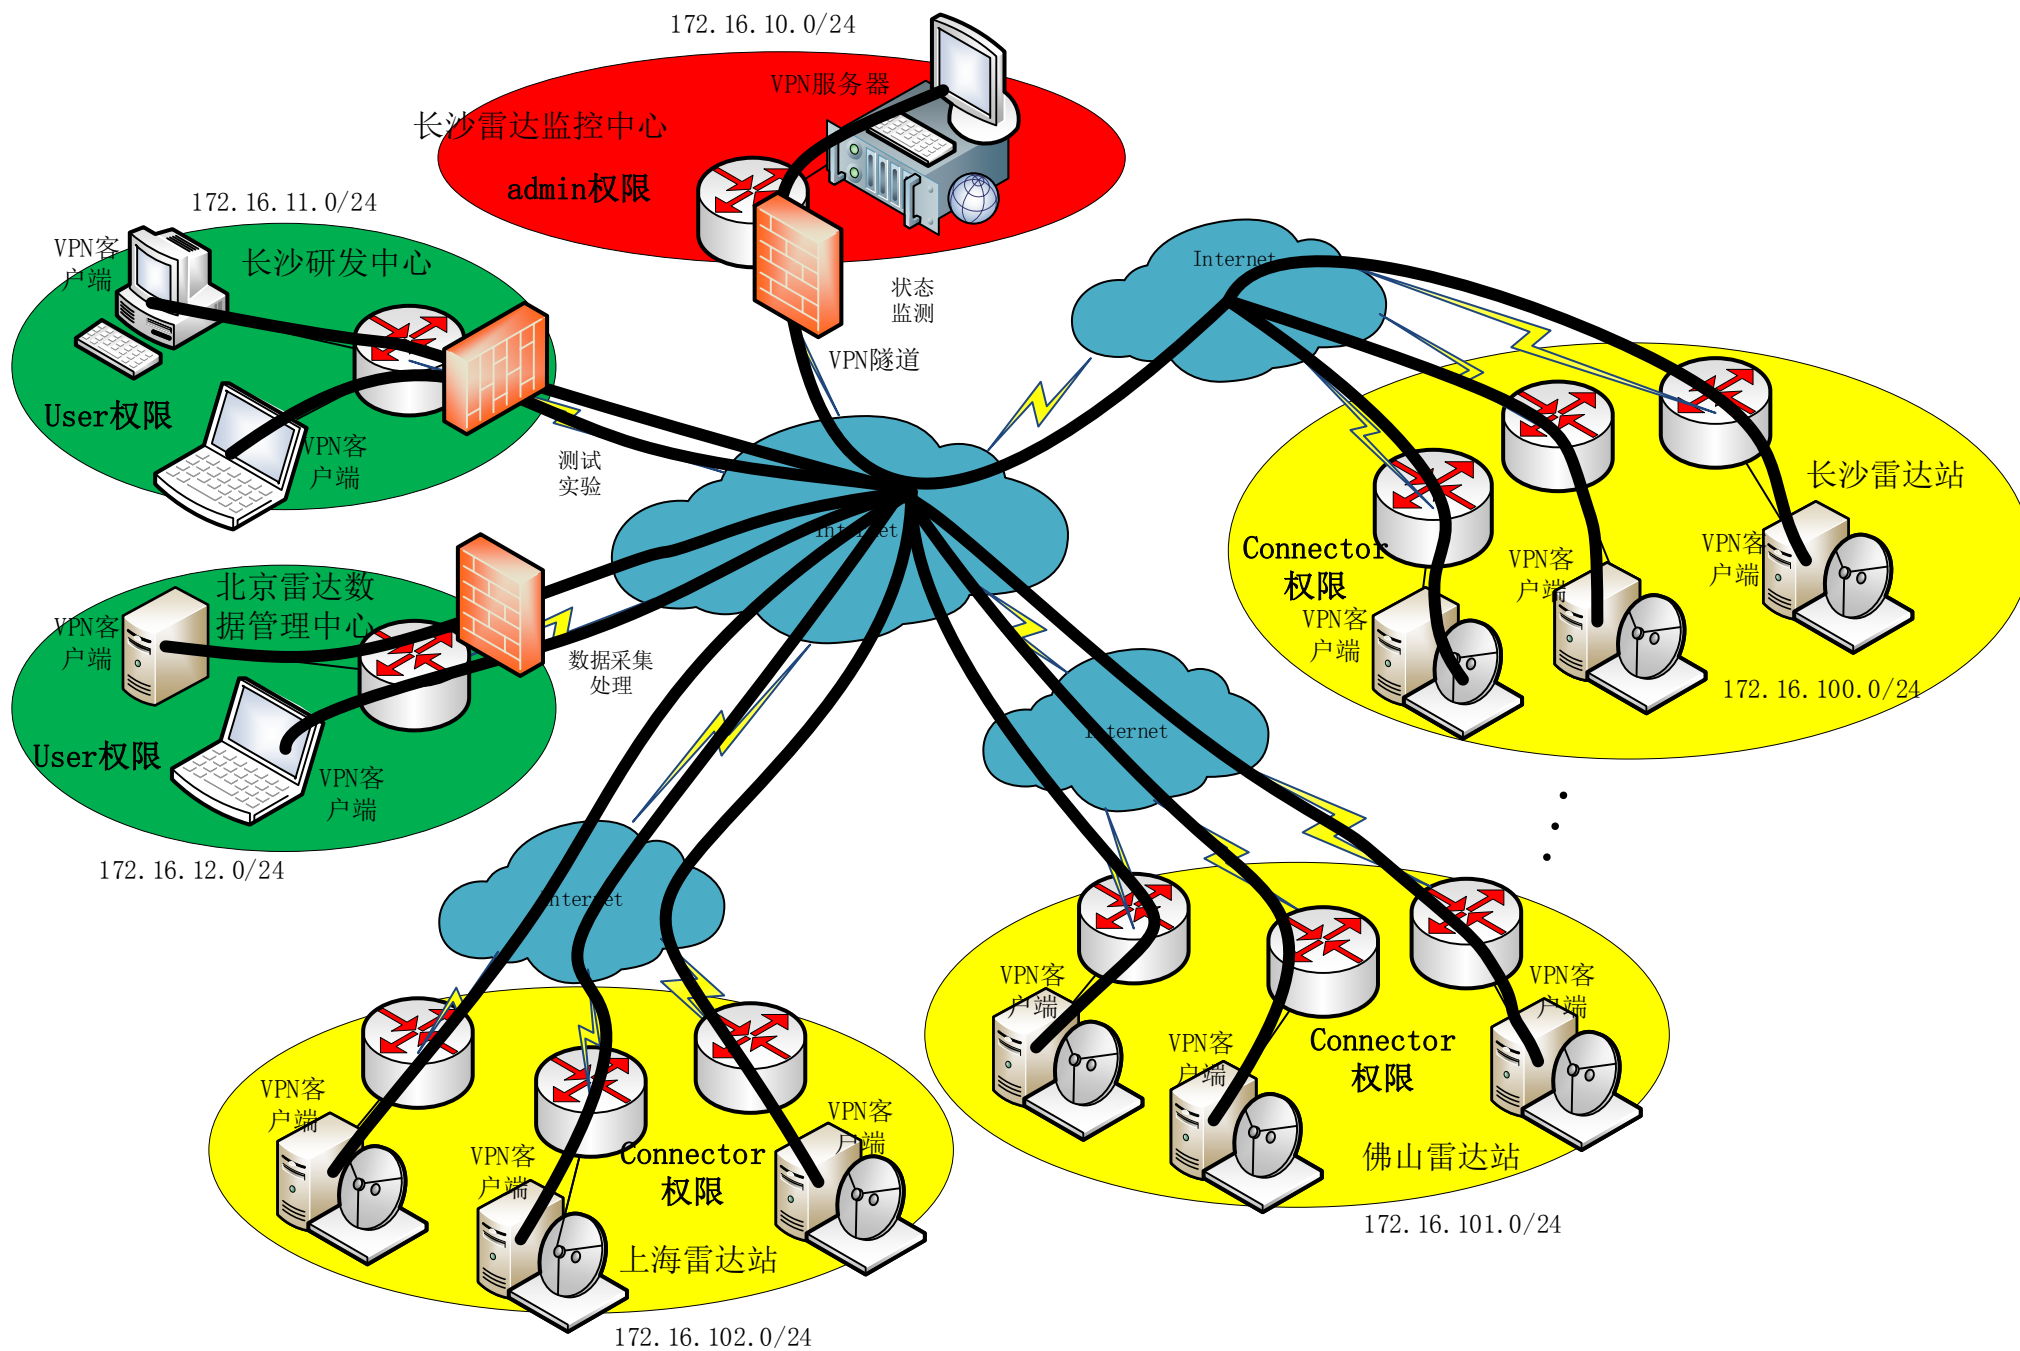 172.16.10.0/24
VPN服务器
长沙雷达监控中心
admin权限
172.16.11.0/24
VPN客
户端
长沙研发中心
User权限
VPN客
户端
状态
监测
VPN隧道
测试
实验
Internet
Internet
长沙雷达站
Connector
权限
VPN客
户端
VPN客
户端
VPN客
户端
172.16.100.0/24
北京雷达数
据管理中心
VPN客
户端
User权限
VPN客
户端
数据采集
处理
172.16.12.0/24
Internet
Internet
VPN客
户端
VPN客
户端
VPN客
户端
Connector
权限
佛山雷达站
172.16.101.0/24
VPN客
户端
VPN客
户端
VPN客
户端
Connector
权限
上海雷达站
172.16.102.0/24